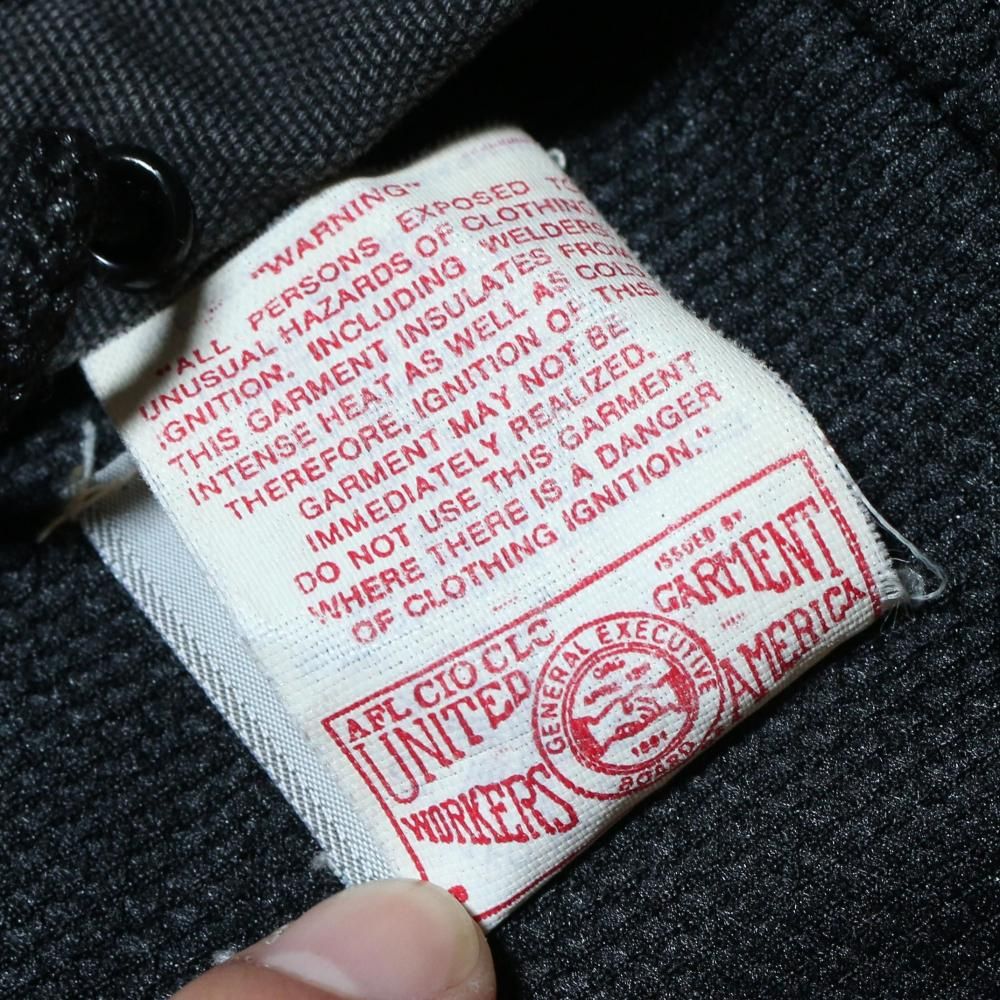 "WARNING"
"ALL PERSONS EXPOSED TO
UNUSUAL HAZARDS OF CLOTHING
IGNITION. INCLUDING WELDERS
THIS GARMENT INSULATES FROM
INTENSE HEAT AS WELL AS COLD.
THEREFORE, IGNITION OF THIS
GARMENT MAY NOT BE
IMMEDIATELY REALIZED.
DO NOT USE THIS GARMENT
WHERE THERE IS A DANGER
OF CLOTHING IGNITION."
AFL CIO CLC ISSUED BY
UNITED GARMENT
WORKERS AMERICA
GENERAL EXECUTIVE
BOARD
1891